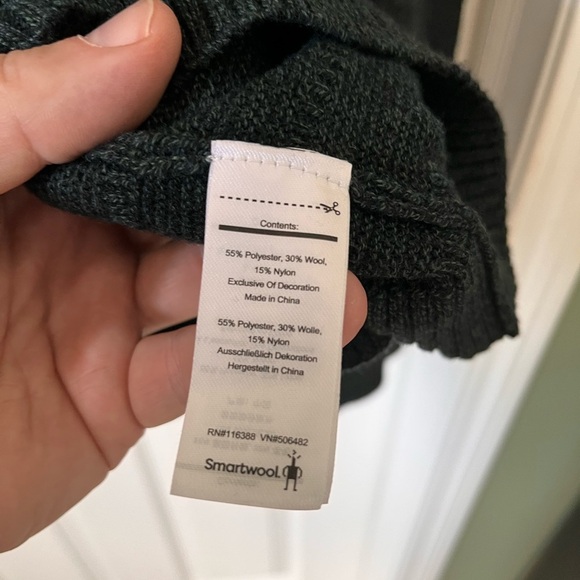 Contents:
55% Polyester, 30% Wool,
15% Nylon
Exclusive Of Decoration
Made in China
55% Polyester, 30% Wolle,
15% Nylon
Ausschließlich Dekoration
Hergestellt in China
RN#116388 VN#506482
Smartwool